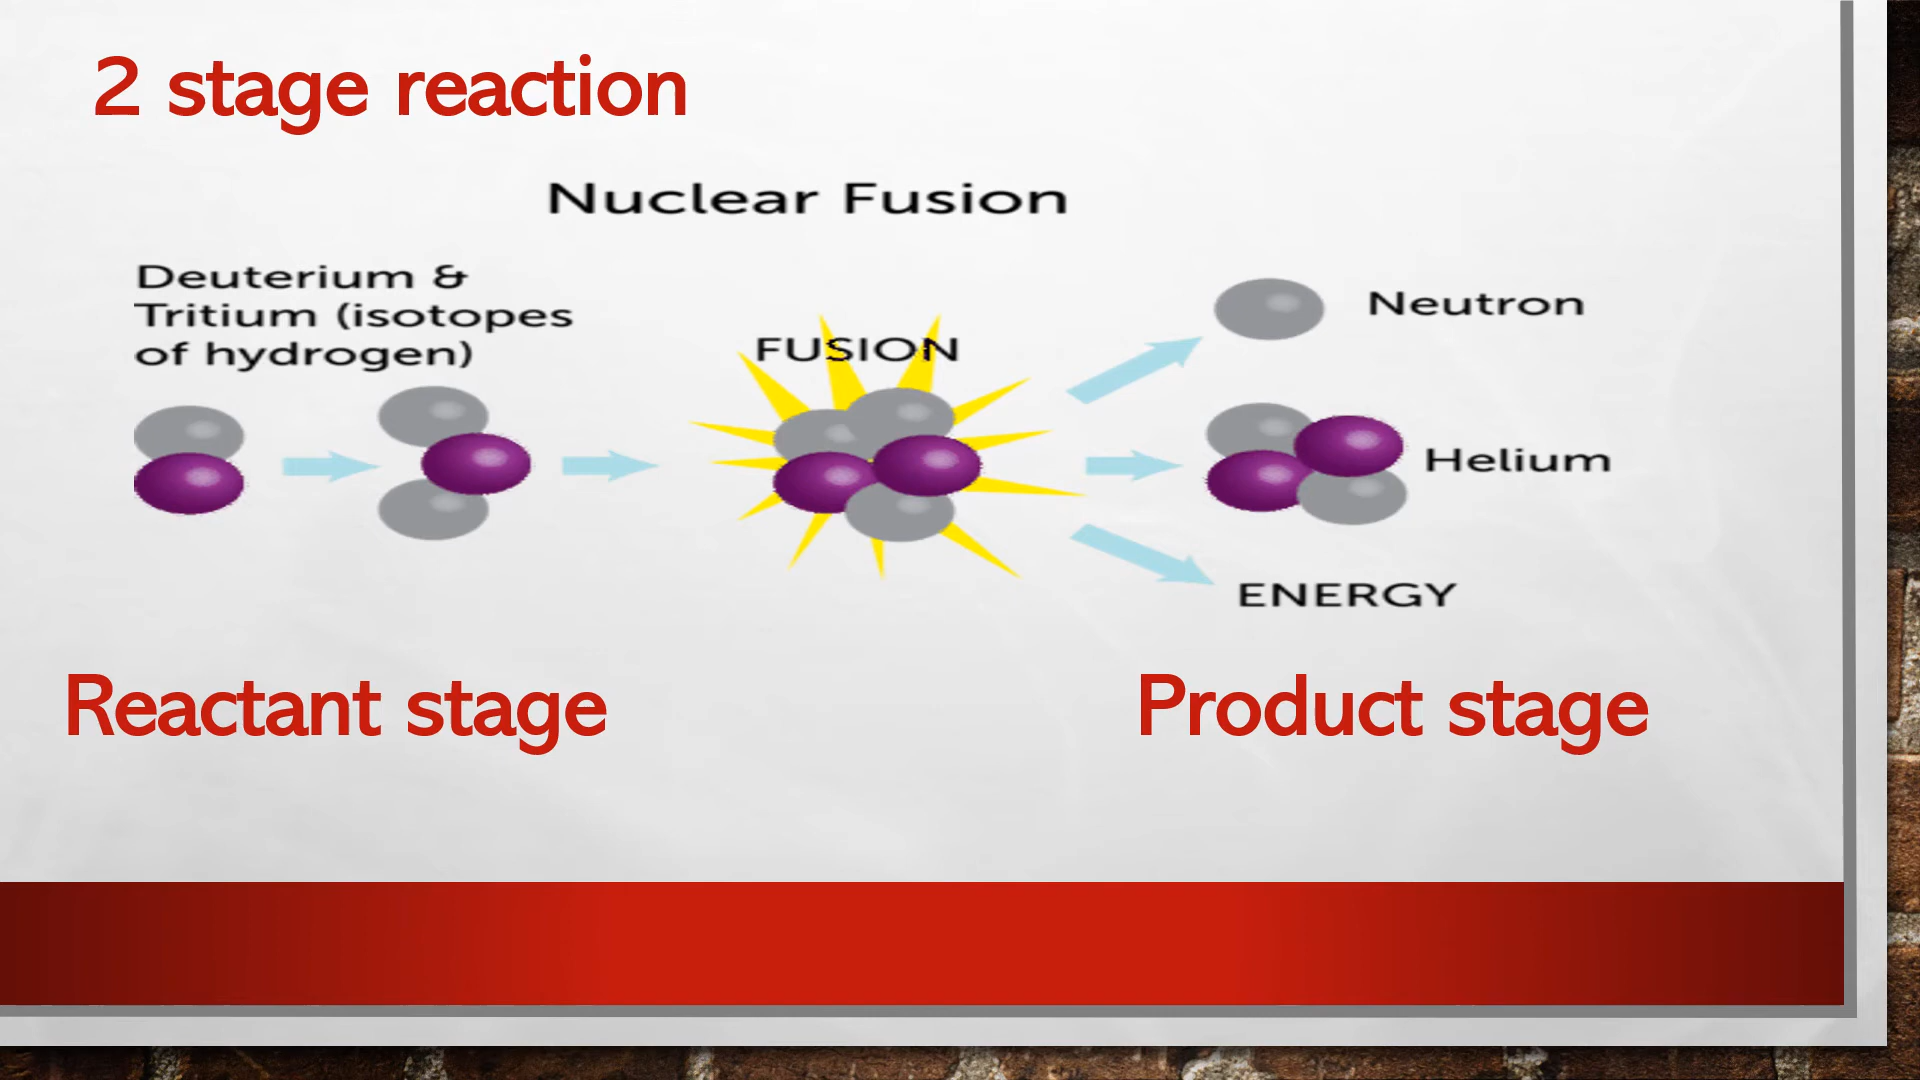 2 stage reaction
Nuclear Fusion
Deuterium &
Tritium (isotopes
of hydrogen)
FUSION
Neutron
Helium
ENERGY
Reactant stage
Product stage